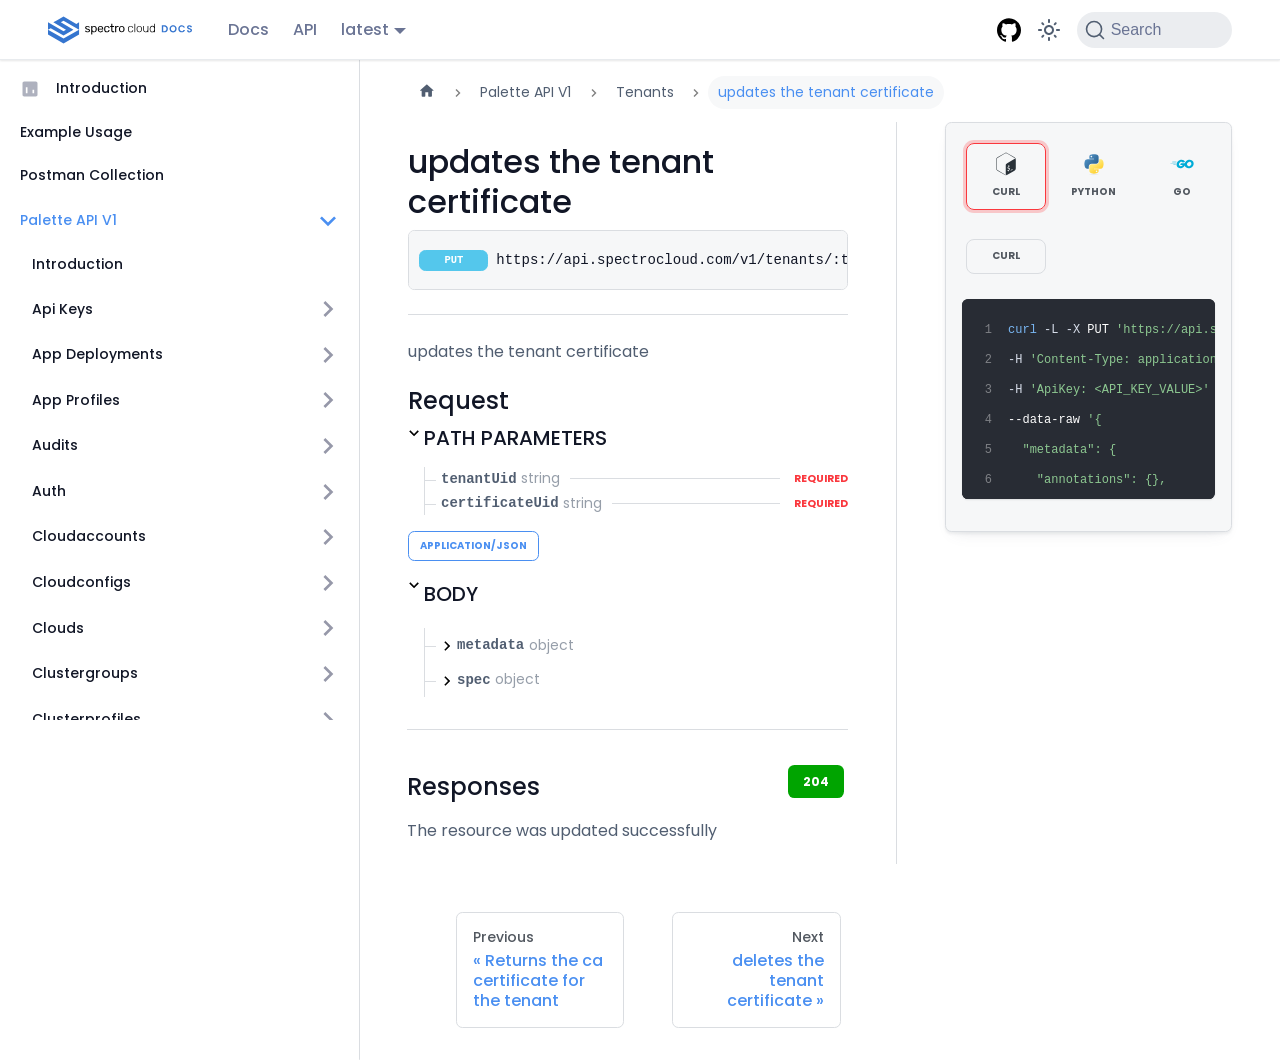 spectro cloud DOCS
Docs
API
latest
Search
Introduction
Example Usage
Postman Collection
Palette API V1
Introduction
Api Keys
App Deployments
App Profiles
Audits
Auth
Cloudaccounts
Cloudconfigs
Clouds
Clustergroups
Clusterprofiles
Palette API V1
Tenants
updates the tenant certificate
updates the tenant
certificate
PUT https://api.spectrocloud.com/v1/tenants/:t
updates the tenant certificate
Request
PATH PARAMETERS
tenantUid string REQUIRED
certificateUid string REQUIRED
APPLICATION/JSON
BODY
metadata object
spec object
Responses
204
The resource was updated successfully
Previous
« Returns the ca
certificate for
the tenant
Next
deletes the
tenant
certificate »
CURL
PYTHON
GO
CURL
1 curl -L -X PUT 'https://api.s
2 -H 'Content-Type: application
3 -H 'ApiKey: <API_KEY_VALUE>'
4 --data-raw '{
5 "metadata": {
6 "annotations": {},